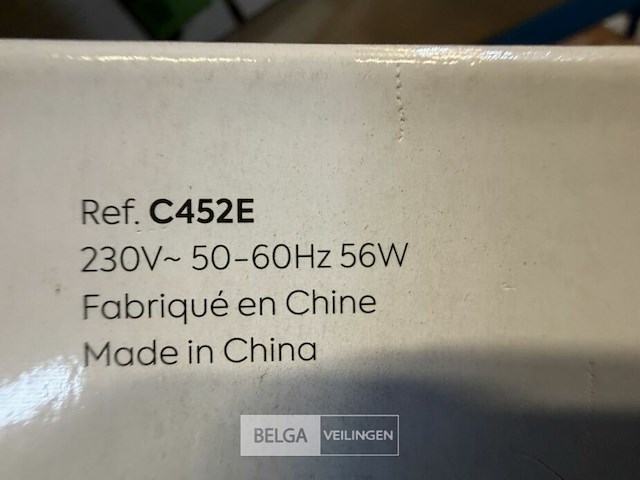 Ref. C452E
230V~ 50-60Hz 56W
Fabriqué en Chine
Made in China
BELGA VEILINGEN